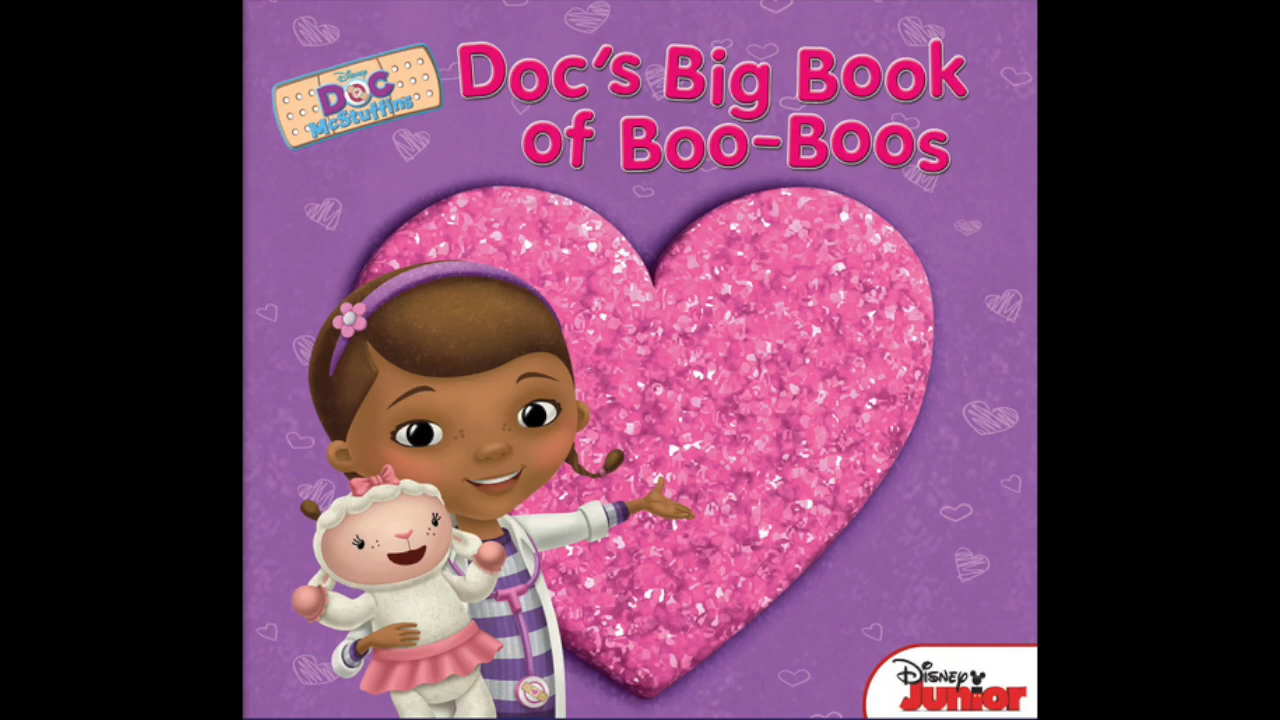 Disney
Doc
McStuffins
Doc's Big Book
of Boo-Boos
Disney
Junior